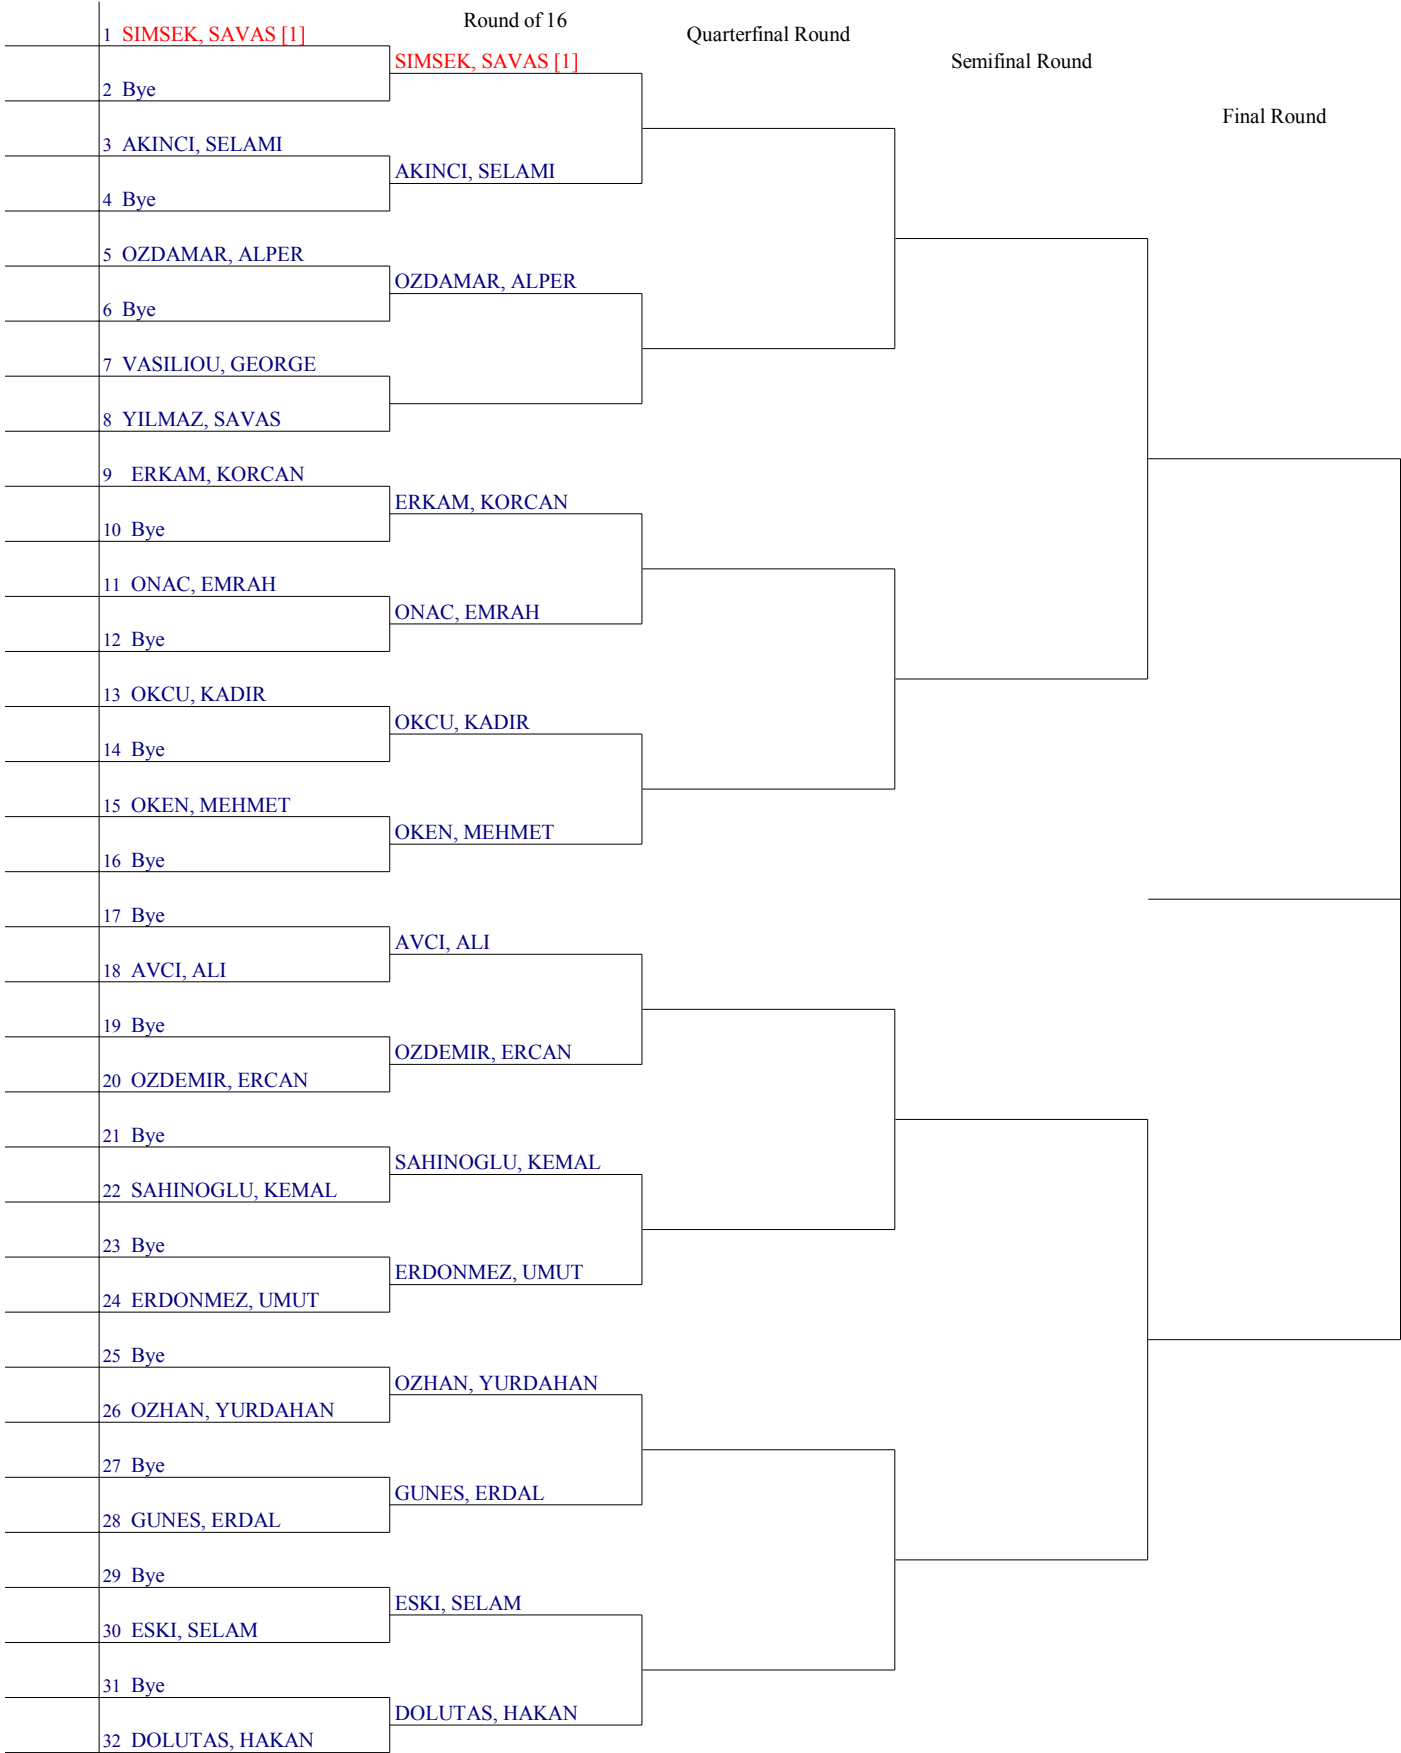 Round of 16
Quarterfinal Round
Semifinal Round
Final Round
1 SIMSEK, SAVAS [1]
2 Bye
3 AKINCI, SELAMI
4 Bye
5 OZDAMAR, ALPER
6 Bye
7 VASILIOU, GEORGE
8 YILMAZ, SAVAS
9 ERKAM, KORCAN
10 Bye
11 ONAC, EMRAH
12 Bye
13 OKCU, KADIR
14 Bye
15 OKEN, MEHMET
16 Bye
17 Bye
18 AVCI, ALI
19 Bye
20 OZDEMIR, ERCAN
21 Bye
22 SAHINOGLU, KEMAL
23 Bye
24 ERDONMEZ, UMUT
25 Bye
26 OZHAN, YURDAHAN
27 Bye
28 GUNES, ERDAL
29 Bye
30 ESKI, SELAM
31 Bye
32 DOLUTAS, HAKAN
SIMSEK, SAVAS [1]
AKINCI, SELAMI
OZDAMAR, ALPER
ERKAM, KORCAN
ONAC, EMRAH
OKCU, KADIR
OKEN, MEHMET
AVCI, ALI
OZDEMIR, ERCAN
SAHINOGLU, KEMAL
ERDONMEZ, UMUT
OZHAN, YURDAHAN
GUNES, ERDAL
ESKI, SELAM
DOLUTAS, HAKAN